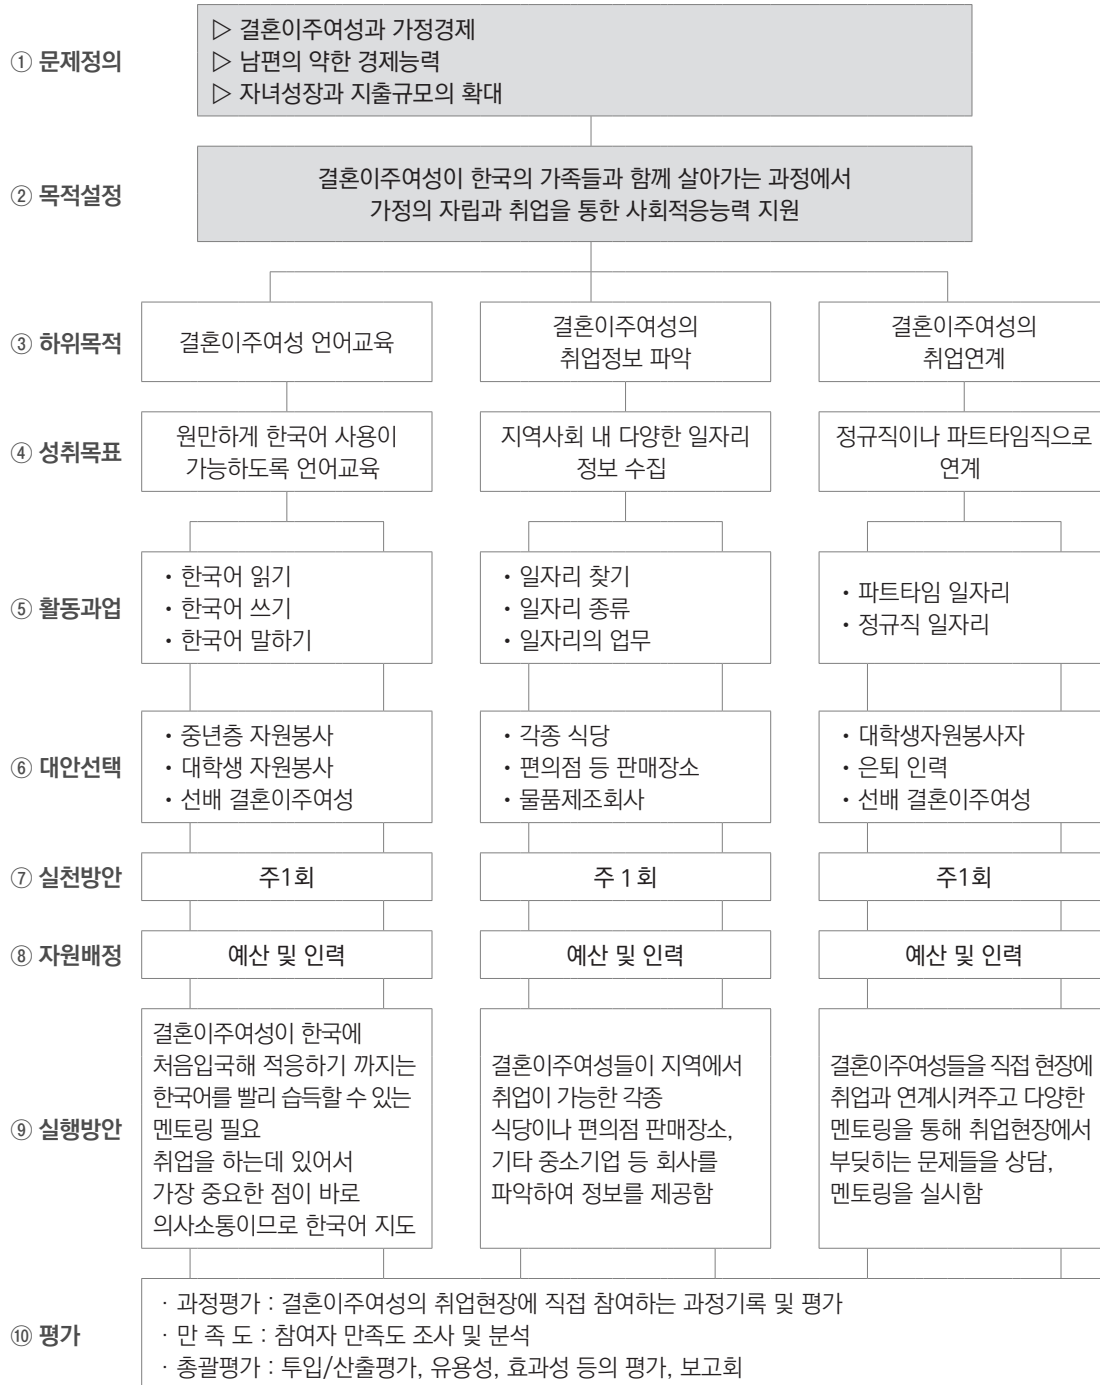 ① 문제정의
▷ 결혼이주여성과 가정경제
▷ 남편의 약한 경제능력
▷ 자녀성장과 지출규모의 확대
② 목적설정
결혼이주여성이 한국의 가족들과 함께 살아가는 과정에서
가정의 자립과 취업을 통한 사회적응능력 지원
③ 하위목적
결혼이주여성 언어교육
결혼이주여성의
취업정보 파악
결혼이주여성의
취업연계
④ 성취목표
원만하게 한국어 사용이
가능하도록 언어교육
지역사회 내 다양한 일자리
정보 수집
정규직이나 파트타임직으로
연계
⑤ 활동과업
• 한국어 읽기
• 한국어 쓰기
• 한국어 말하기
• 일자리 찾기
• 일자리 종류
• 일자리의 업무
• 파트타임 일자리
• 정규직 일자리
⑥ 대안선택
• 중년층 자원봉사
• 대학생 자원봉사
• 선배 결혼이주여성
• 각종 식당
• 편의점 등 판매장소
• 물품제조회사
• 대학생자원봉사자
• 은퇴 인력
• 선배 결혼이주여성
⑦ 실천방안
주1회
주 1 회
주1회
⑧ 자원배정
예산 및 인력
예산 및 인력
예산 및 인력
⑨ 실행방안
결혼이주여성이 한국에
처음입국해 적응하기 까지는
한국어를 빨리 습득할 수 있는
멘토링 필요
취업을 하는데 있어서
가장 중요한 점이 바로
의사소통이므로 한국어 지도
결혼이주여성들이 지역에서
취업이 가능한 각종
식당이나 편의점 판매장소,
기타 중소기업 등 회사를
파악하여 정보를 제공함
결혼이주여성들을 직접 현장에
취업과 연계시켜주고 다양한
멘토링을 통해 취업현장에서
부딪히는 문제들을 상담,
멘토링을 실시함
⑩ 평가
· 과정평가 : 결혼이주여성의 취업현장에 직접 참여하는 과정기록 및 평가
· 만 족 도 : 참여자 만족도 조사 및 분석
· 총괄평가 : 투입/산출평가, 유용성, 효과성 등의 평가, 보고회